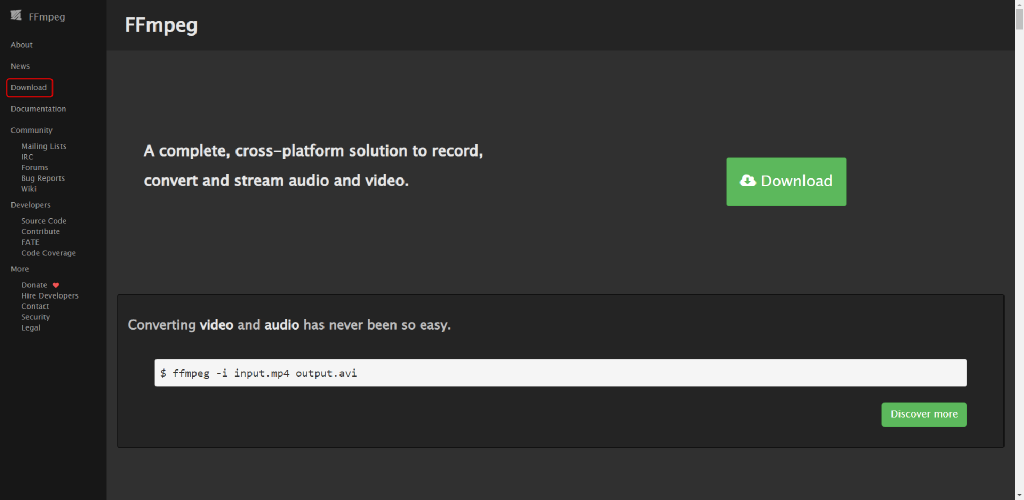 FFmpeg
About
News
Download
Documentation
Community
Mailing Lists
IRC
Forums
Bug Reports
Wiki
Developers
Source Code
Contribute
FATE
Code Coverage
More
Donate
Hire Developers
Contact
Security
Legal
FFmpeg
A complete, cross-platform solution to record,
convert and stream audio and video.
Download
Converting video and audio has never been so easy.
$ ffmpeg -i input.mp4 output.avi
Discover more